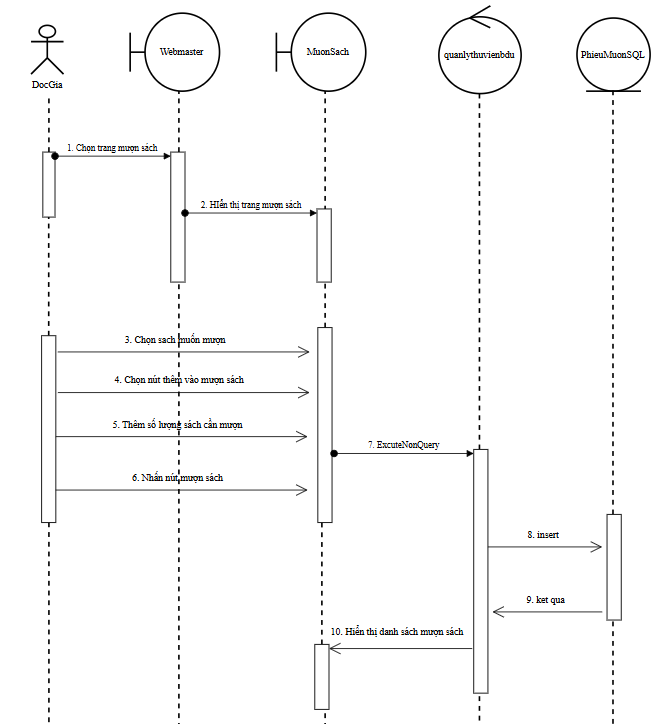 Webmaster
MuonSach
quanlythuvienbdu
PhieuMuonSQL
DocGia
1. Chọn trang mượn sách
2. HIển thị trang mượn sách
3. Chọn sach muốn mượn
4. Chọn nút thêm vào mượn sách
5. Thêm số lượng sách cần mượn
7. ExcuteNonQuery
6. Nhấn nút mượn sách
8. insert
9. ket qua
10. Hiển thị danh sách mượn sách